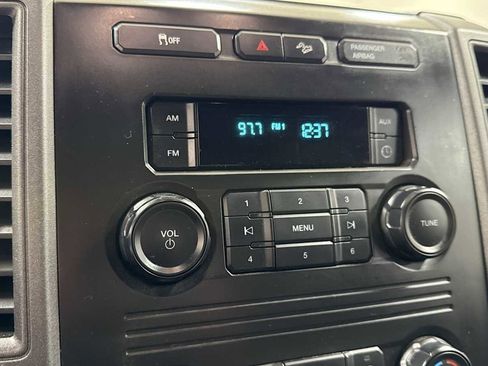 OFF
PASSENGER
AIRBAG
AM
97.7 FM1 12:37
AUX
FM
1 2 3
VOL
MENU
TUNE
4 5 6